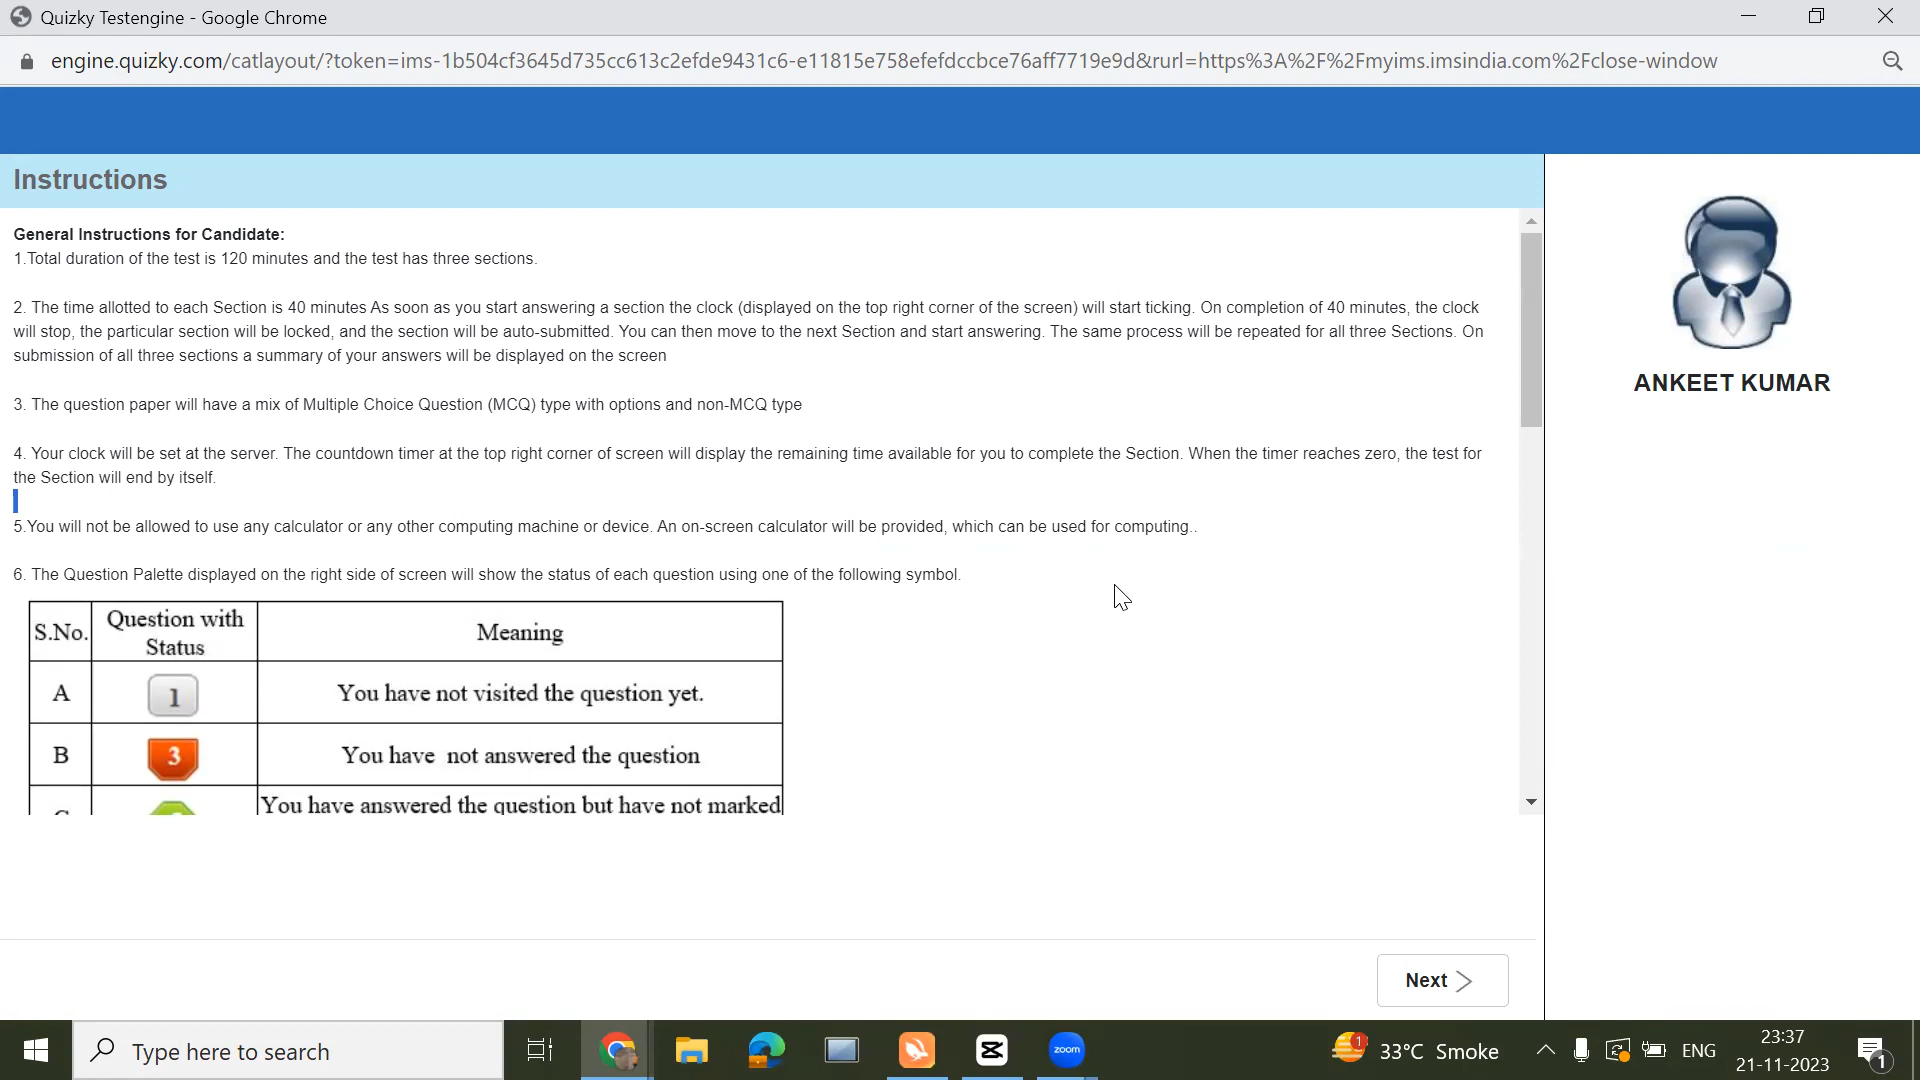 Quizky Testengine - Google Chrome
engine.quizky.com/catlayout/?token=ims-1b504cf3645d735cc613c2efde9431c6-e11815e758efefdccbce76aff7719e9d&rurl=https%3A%2F%2Fmyims.imsindia.com%2Fclose-window
Instructions
General Instructions for Candidate:
1.Total duration of the test is 120 minutes and the test has three sections.
2. The time allotted to each Section is 40 minutes As soon as you start answering a section the clock (displayed on the top right corner of the screen) will start ticking. On completion of 40 minutes, the clock
will stop, the particular section will be locked, and the section will be auto-submitted. You can then move to the next Section and start answering. The same process will be repeated for all three Sections. On
submission of all three sections a summary of your answers will be displayed on the screen
3. The question paper will have a mix of Multiple Choice Question (MCQ) type with options and non-MCQ type
4. Your clock will be set at the server. The countdown timer at the top right corner of screen will display the remaining time available for you to complete the Section. When the timer reaches zero, the test for
the Section will end by itself.
5.You will not be allowed to use any calculator or any other computing machine or device. An on-screen calculator will be provided, which can be used for computing..
6. The Question Palette displayed on the right side of screen will show the status of each question using one of the following symbol.
S.No. Question with Status Meaning
A 1 You have not visited the question yet.
B 3 You have not answered the question
You have answered the question but have not marked
ANKEET KUMAR
Next
Type here to search
zoom
1
33°C Smoke
ENG
23:37
21-11-2023
1